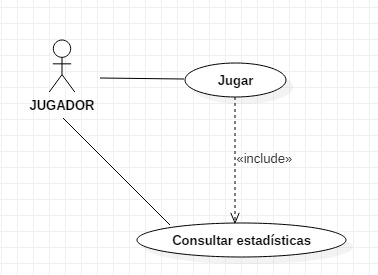 Jugar
JUGADOR
«include»
Consultar estadísticas